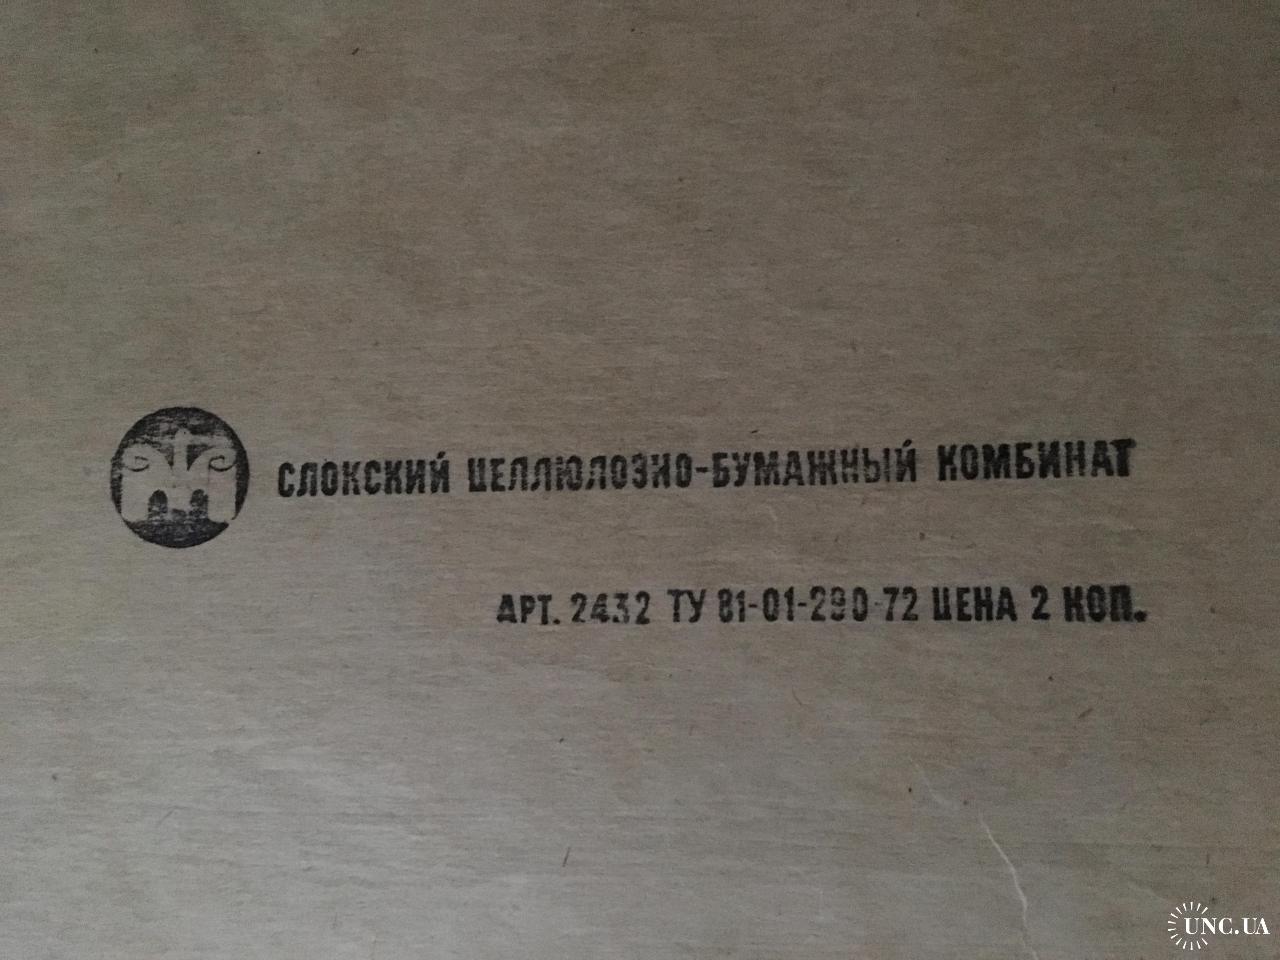 СЛОКСКИЙ ЦЕЛЛЮЛОЗНО-БУМАЖНЫЙ КОМБИНАТ
АРТ. 2432 ТУ 81-01-290-72 ЦЕНА 2 КОП.
UNC.UA